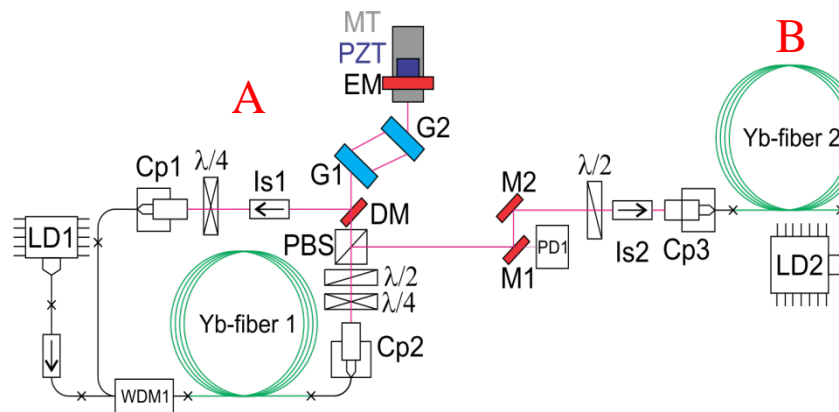 MT
PZT
EM
A
B
G2
G1
Cp1
λ/4
Is1
DM
LD1
PBS
λ/2
λ/4
Yb-fiber 1
Cp2
WDM1
M2
M1
PD1
λ/2
Is2
Cp3
Yb-fiber 2
LD2